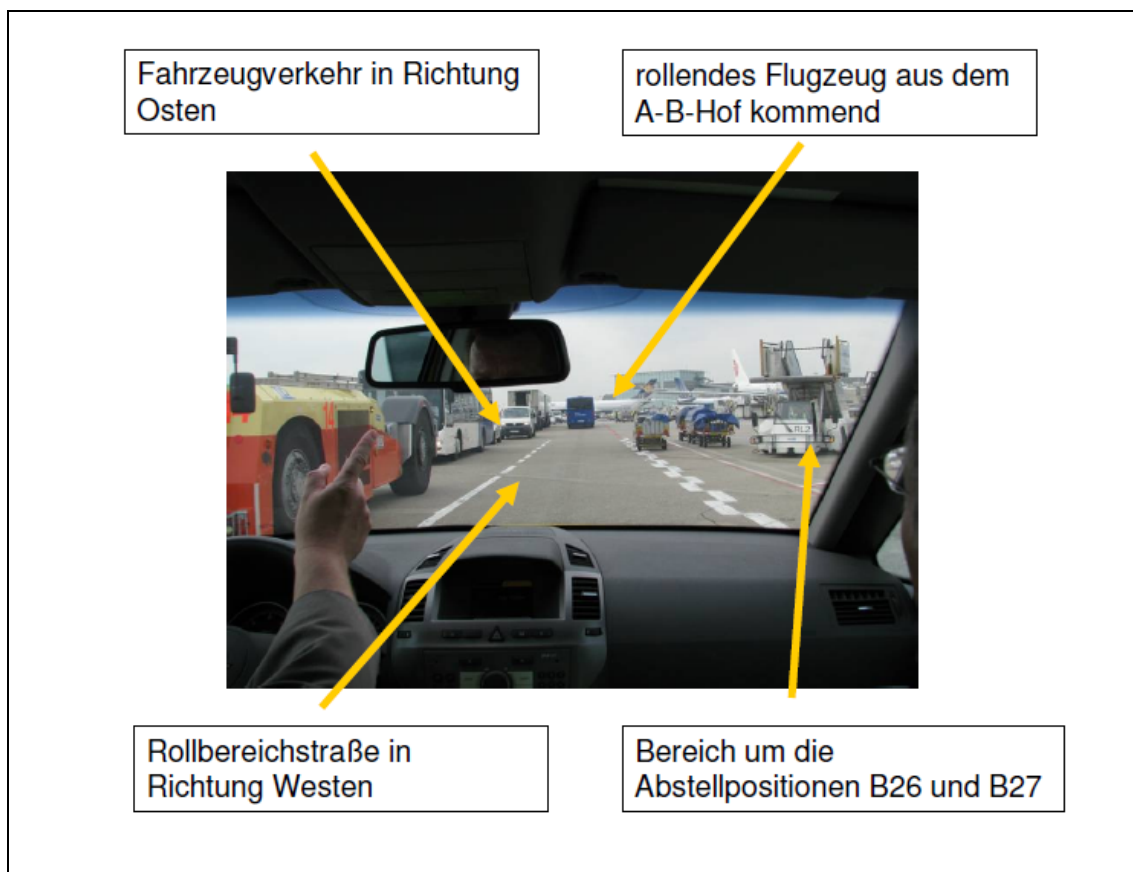 Fahrzeugverkehr in Richtung
Osten
rollendes Flugzeug aus dem
A-B-Hof kommend
Rollbereichstraße in
Richtung Westen
Bereich um die
Abstellpositionen B26 und B27